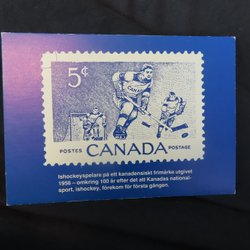 5¢
POSTES POSTAGE
CANADA
Ishockeyspelare på ett kanadensiskt frimärke utgivet
1956 – omkring 100 år efter det att Kanadas national-
sport, ishockey, förekom för första gången.